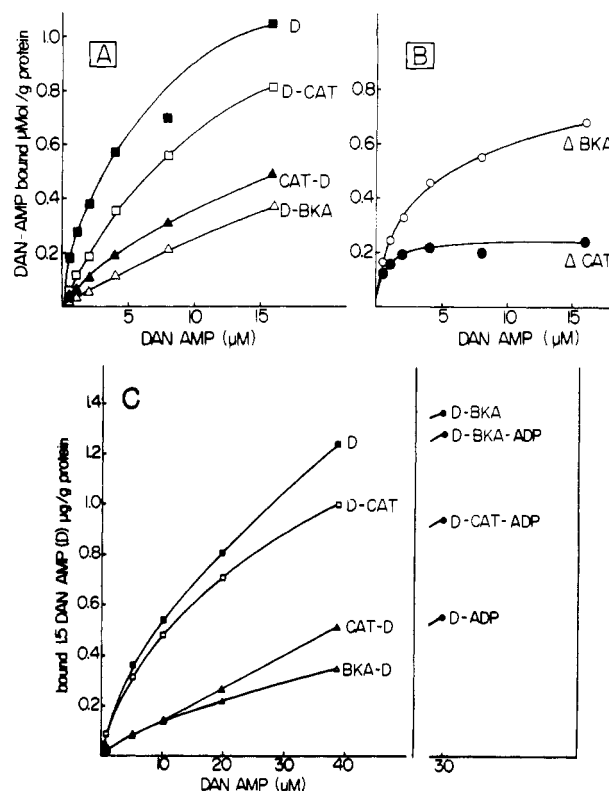 A
1.0
0.8
0.6
0.4
0.2
DAN-AMP bound µMol/g protein
D
D-CAT
CAT-D
D-BKA
5
10
15
DAN AMP (µM)
B
0.8
0.6
0.4
0.2
Δ BKA
Δ CAT
5
10
15
DAN AMP (µM)
C
1.4
1.2
1.0
0.8
0.6
0.4
0.2
bound 1.5 DAN AMP (D) µg/g protein
D
D-CAT
CAT-D
BKA-D
10
20
30
40
DAN AMP (µM)
D-BKA
D-BKA-ADP
D-CAT-ADP
D-ADP
30